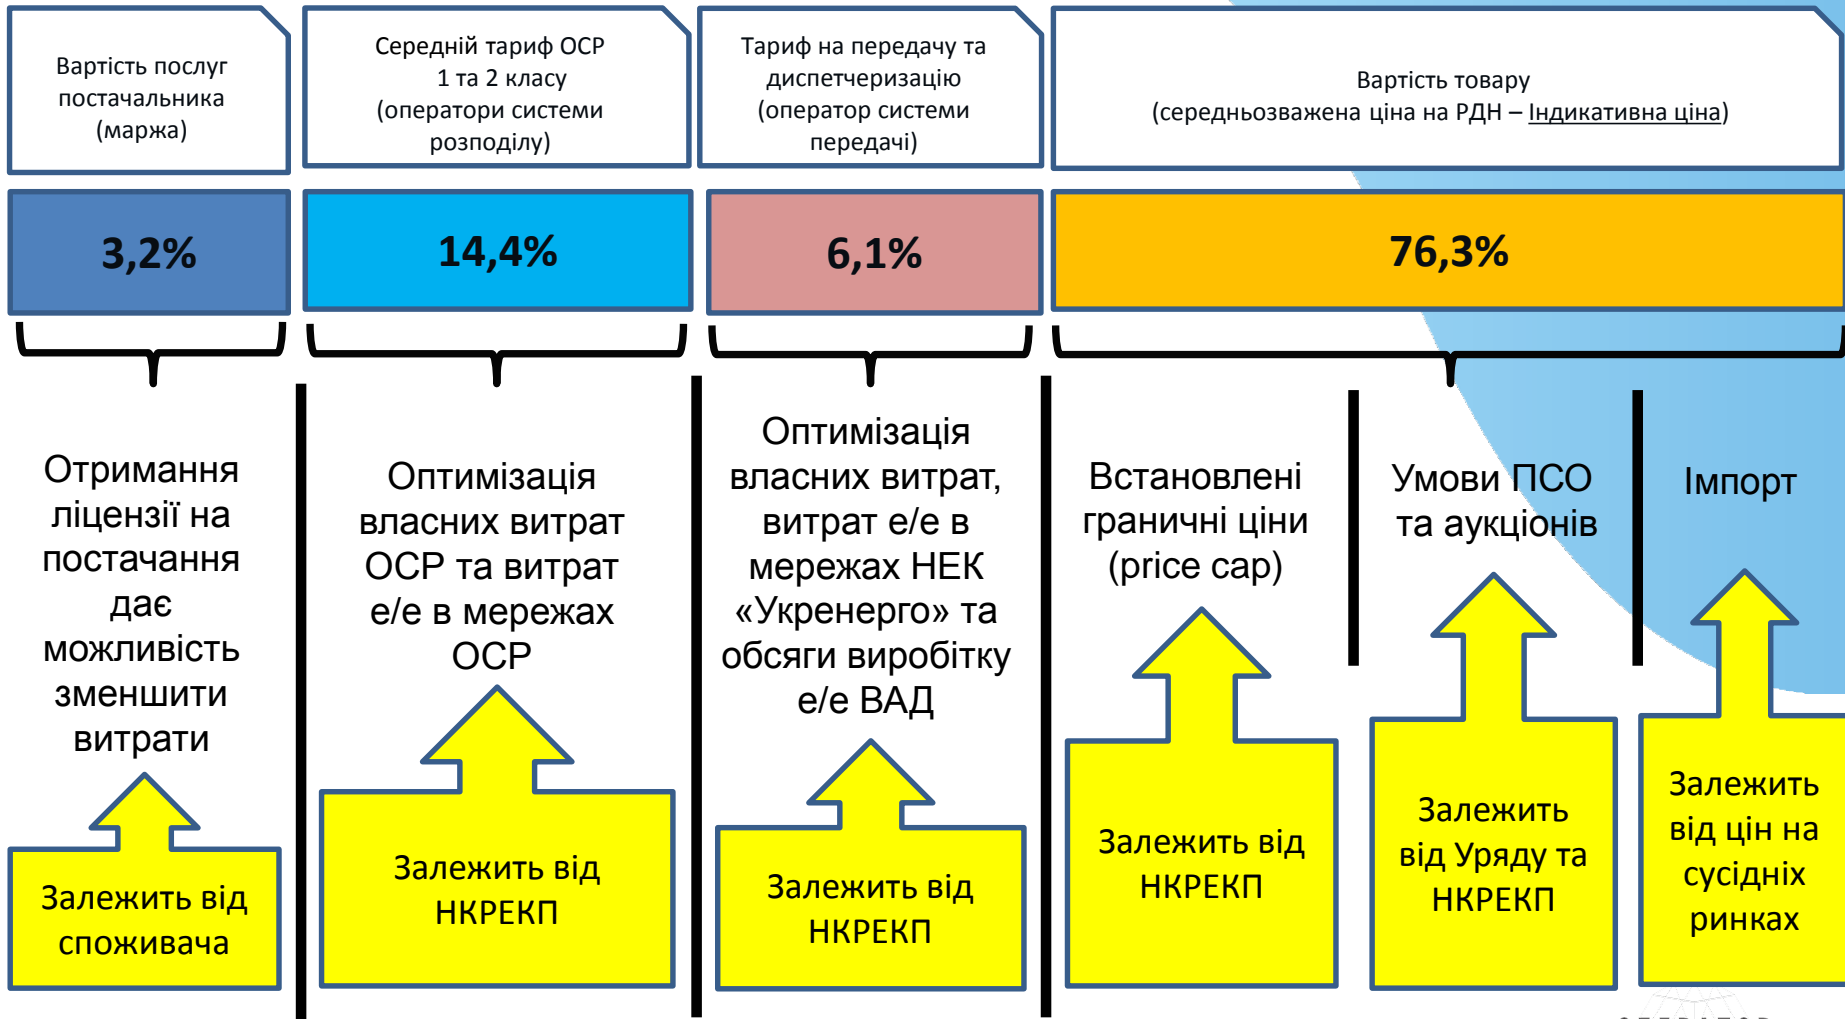 Вартість послуг
постачальника
(маржа)
Середній тариф ОСР
1 та 2 класу
(оператори системи
розподілу)
Тариф на передачу та
диспетчеризацію
(оператор системи
передачі)
Вартість товару
(середньозважена ціна на РДН – Індикативна ціна)
3,2%
14,4%
6,1%
76,3%
Отримання
ліцензії на
постачання
дає
можливість
зменшити
витрати
Оптимізація
власних витрат
ОСР та витрат
е/е в мережах
ОСР
Оптимізація
власних витрат,
витрат е/е в
мережах НЕК
«Укренерго» та
обсяги виробітку
е/е ВАД
Встановлені
граничні ціни
(price cap)
Умови ПСО
та аукціонів
Імпорт
Залежить від
споживача
Залежить від
НКРЕКП
Залежить від
НКРЕКП
Залежить від
НКРЕКП
Залежить
від Уряду та
НКРЕКП
Залежить
від цін на
сусідніх
ринках